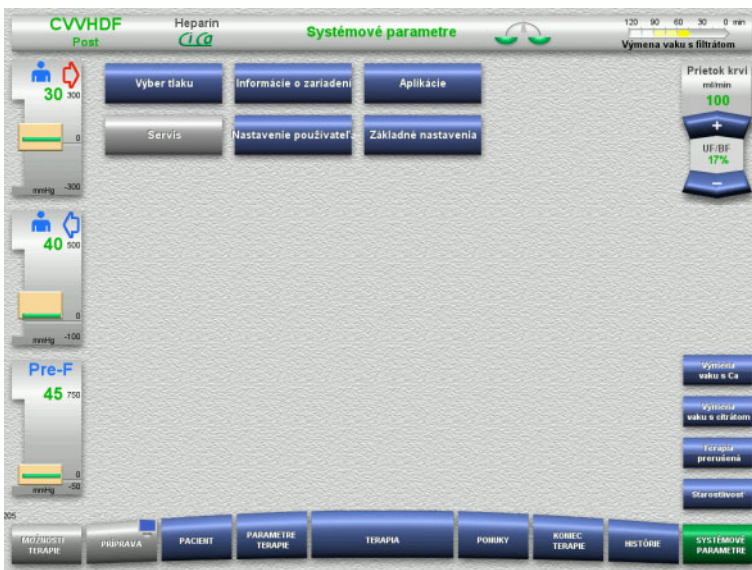 CVVHDF
Post
Heparin
CiCa
Systémové parametre
120 90 60 30 0 min
Výmena vaku s filtrátom
30 300
0
mmHg -300
40 500
0
mmHg -100
Pre-F
45 750
0
mmHg -50
205
Výber tlaku
Informácie o zariadení
Aplikácie
Servis
Nastavenie používateľa
Základné nastavenia
Prietok krvi
ml/min
100
+
UF/BF
17%
−
Výmena
vaku s Ca
Výmena
vaku s citrátom
Terapia
prerušená
Starostlivosť
MOŽNOSTI
TERAPIE
PRÍPRAVA
PACIENT
PARAMETRE
TERAPIE
TERAPIA
PONUKY
KONIEC
TERAPIE
HISTÓRIE
SYSTÉMOVÉ
PARAMETRE